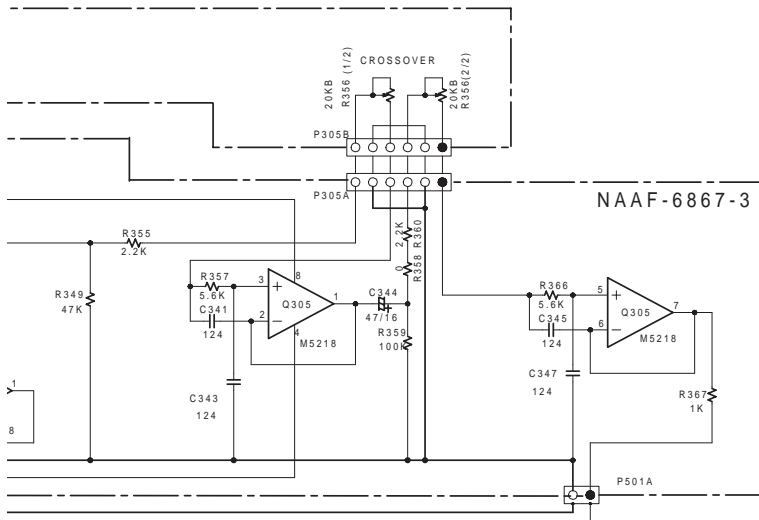 CROSSOVER
20KB
R356 (1/2)
20KB
R356(2/2)
P305B
P305A
NAAF-6867-3
R355
2.2K
2.2K
R360
0
R358
R349
47K
R357
5.6K
3
+
8
Q305
1
C341
124
2
−
4
M5218
C344
47/16
+
R359
100K
C343
124
R366
5.6K
5
+
7
Q305
C345
124
6
−
M5218
C347
124
R367
1K
1
8
P501A